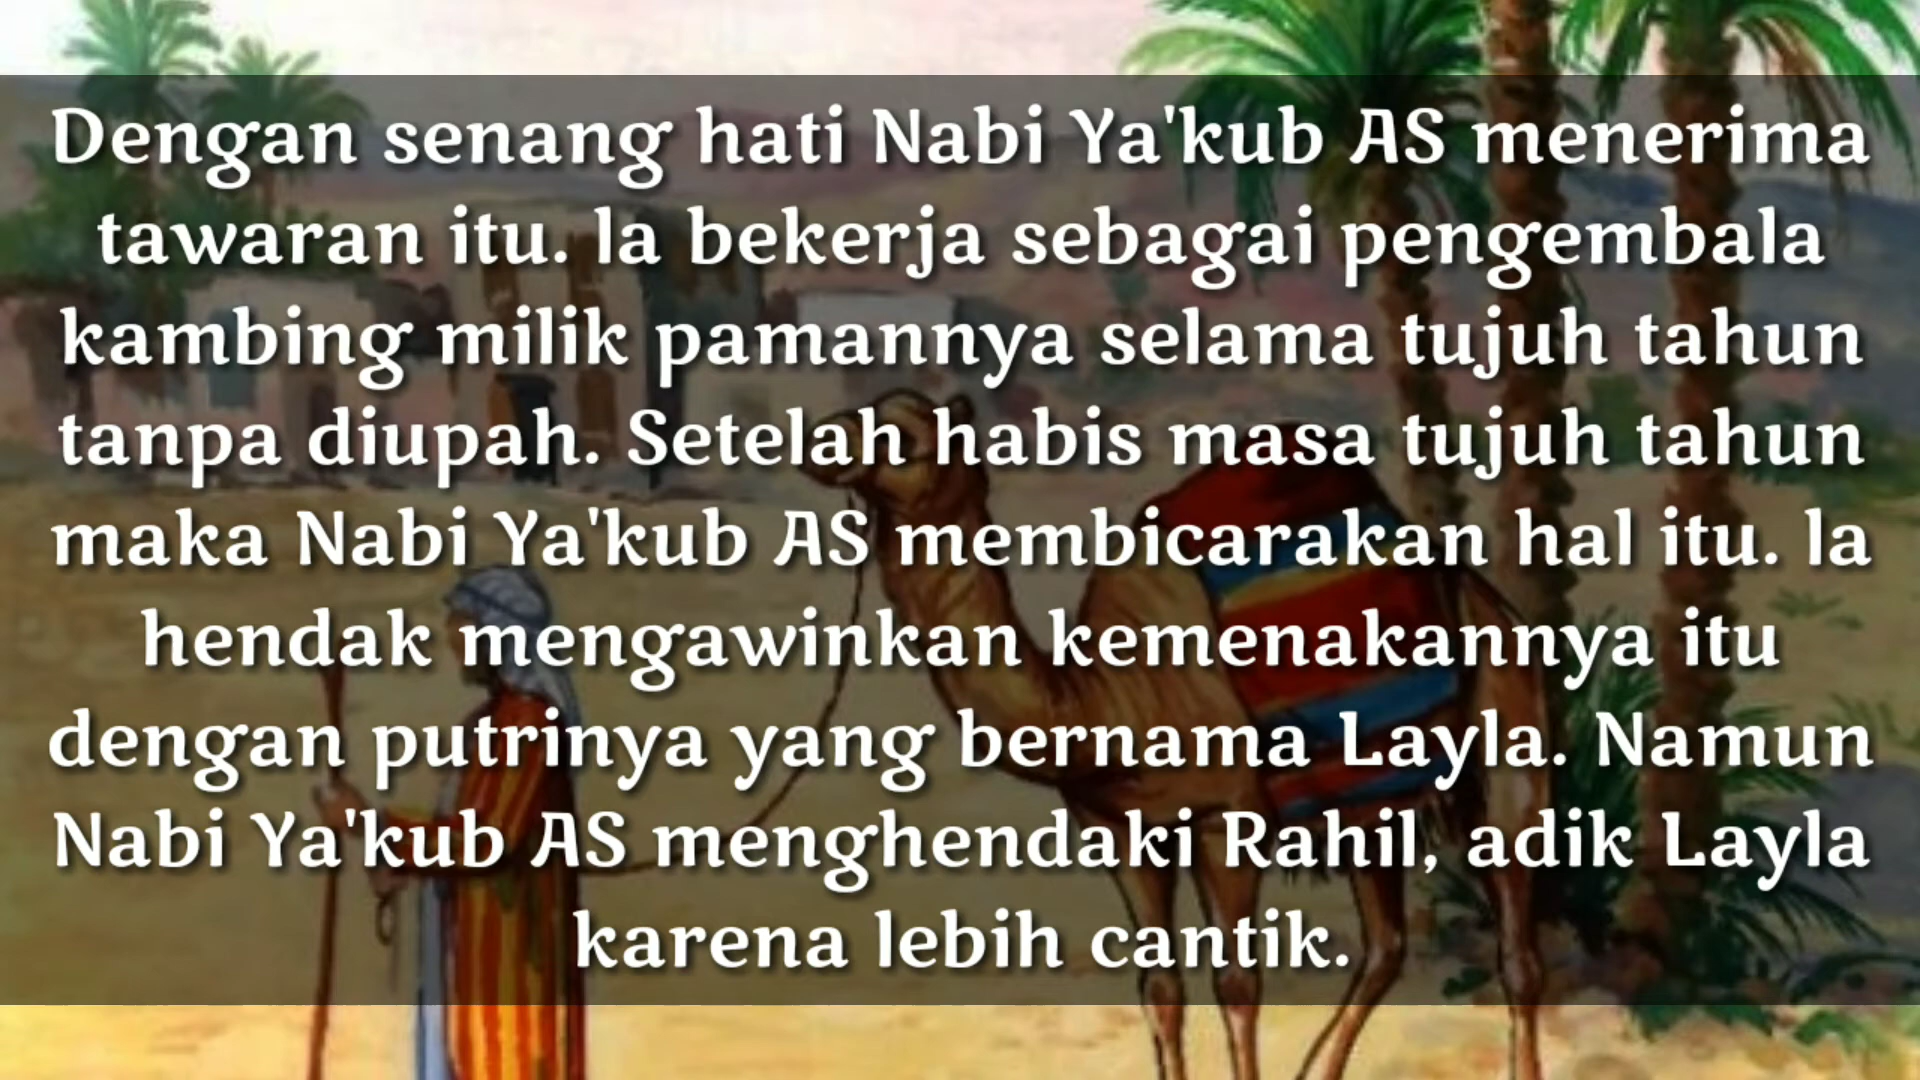 Dengan senang hati Nabi Ya'kub AS menerima
tawaran itu. Ia bekerja sebagai pengembala
kambing milik pamannya selama tujuh tahun
tanpa diupah. Setelah habis masa tujuh tahun
maka Nabi Ya'kub AS membicarakan hal itu. Ia
hendak mengawinkan kemenakannya itu
dengan putrinya yang bernama Layla. Namun
Nabi Ya'kub AS menghendaki Rahil, adik Layla
karena lebih cantik.